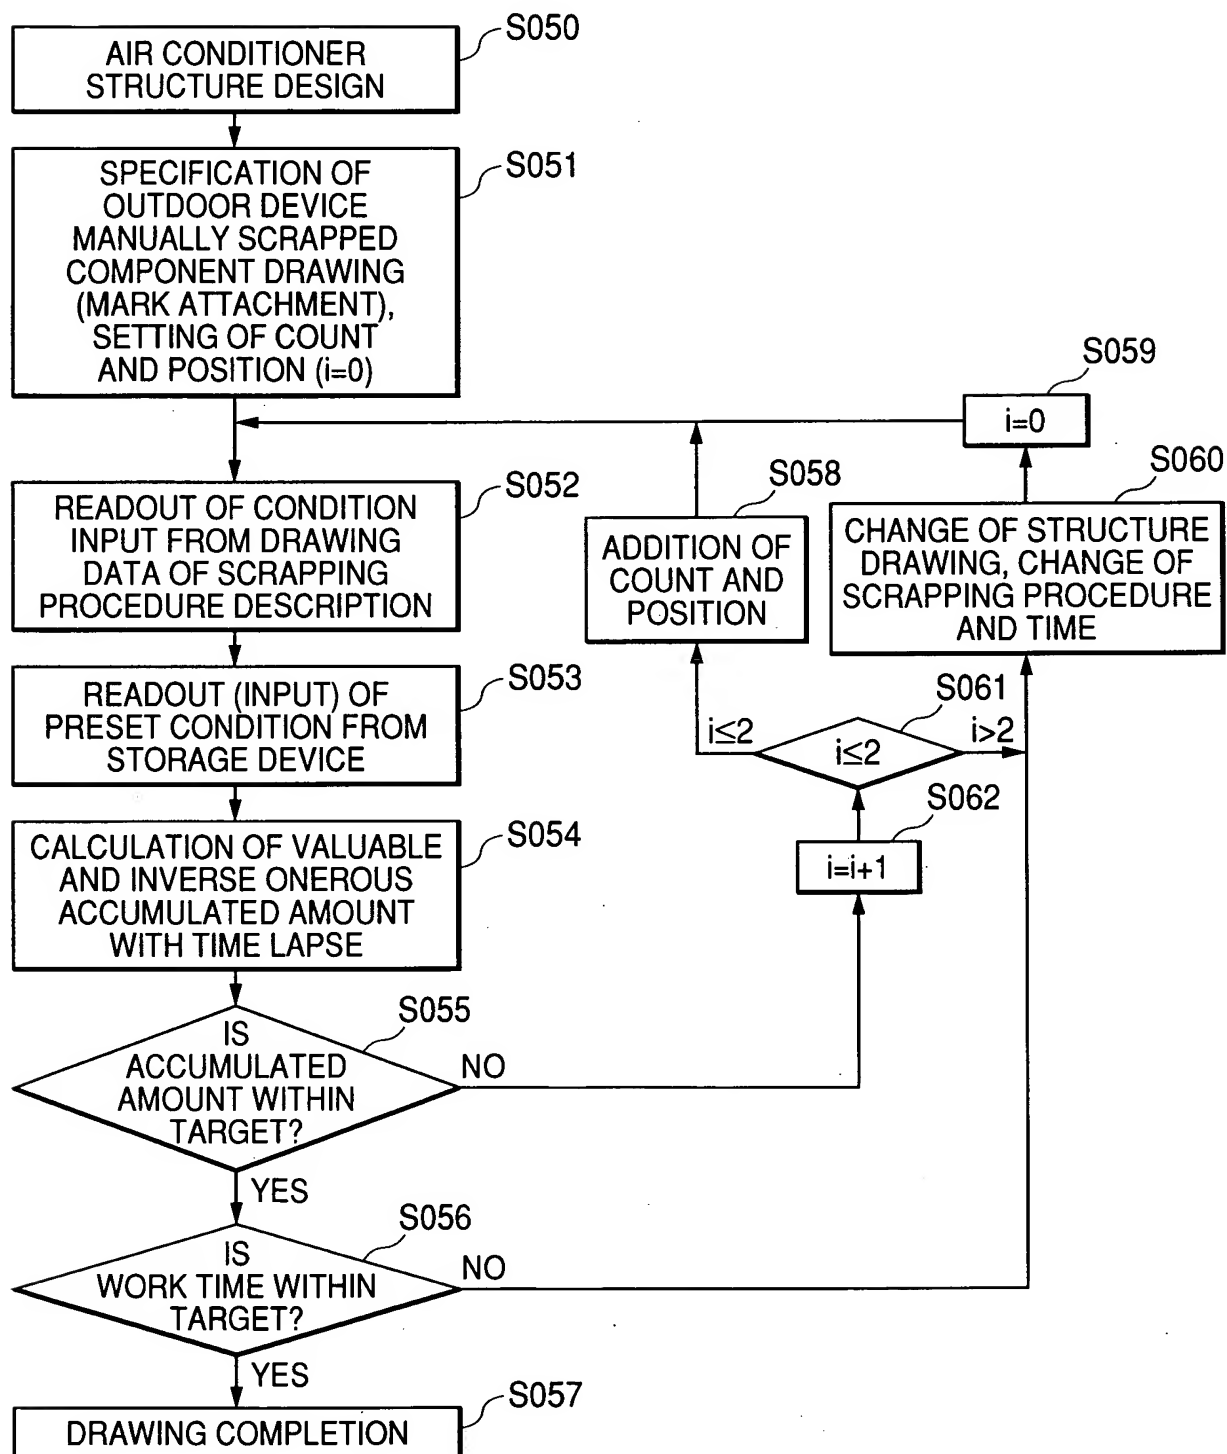 S050
AIR CONDITIONER
STRUCTURE DESIGN
S051
SPECIFICATION OF
OUTDOOR DEVICE
MANUALLY SCRAPPED
COMPONENT DRAWING
(MARK ATTACHMENT),
SETTING OF COUNT
AND POSITION (i=0)
S059
i=0
S052
READOUT OF CONDITION
INPUT FROM DRAWING
DATA OF SCRAPPING
PROCEDURE DESCRIPTION
S058
ADDITION OF
COUNT AND
POSITION
S060
CHANGE OF STRUCTURE
DRAWING, CHANGE OF
SCRAPPING PROCEDURE
AND TIME
S053
READOUT (INPUT) OF
PRESET CONDITION FROM
STORAGE DEVICE
S061
i≤2
i≤2
i>2
S062
i=i+1
S054
CALCULATION OF VALUABLE
AND INVERSE ONEROUS
ACCUMULATED AMOUNT
WITH TIME LAPSE
S055
IS
ACCUMULATED
AMOUNT WITHIN
TARGET?
NO
YES
S056
IS
WORK TIME WITHIN
TARGET?
NO
YES
S057
DRAWING COMPLETION